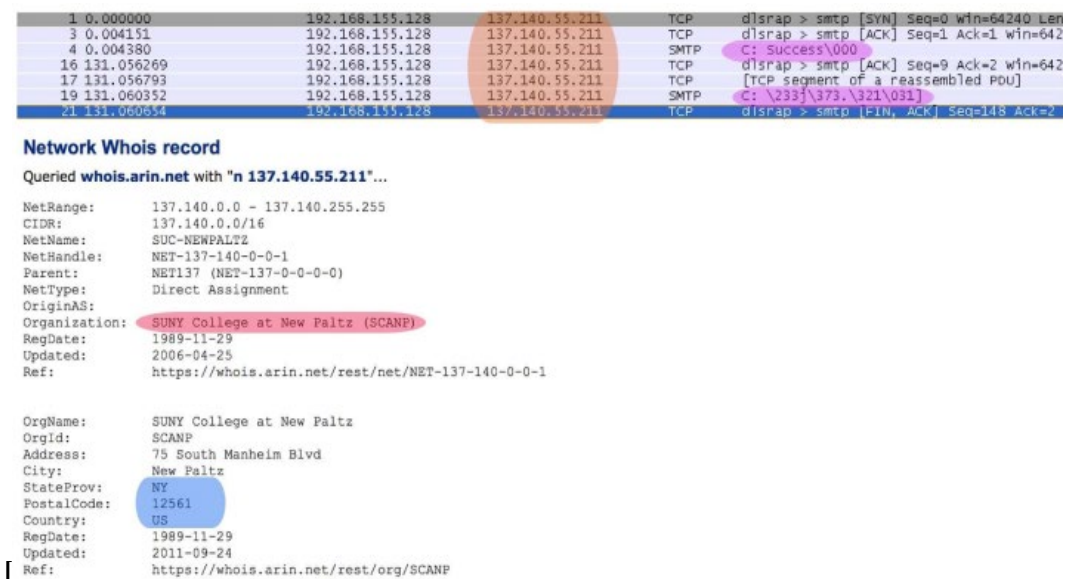 1 0.000000 192.168.155.128 137.140.55.211 TCP dlsrap > smtp [SYN] Seq=0 Win=64240 Len
3 0.004151 192.168.155.128 137.140.55.211 TCP dlsrap > smtp [ACK] Seq=1 Ack=1 Win=642
4 0.004380 192.168.155.128 137.140.55.211 SMTP C: Success\000
16 131.056269 192.168.155.128 137.140.55.211 TCP dlsrap > smtp [ACK] Seq=9 Ack=2 Win=642
17 131.056793 192.168.155.128 137.140.55.211 TCP [TCP segment of a reassembled PDU]
19 131.060352 192.168.155.128 137.140.55.211 SMTP C: \233j\373.\321\031]
21 131.060654 192.168.155.128 137.140.55.211 TCP dlsrap > smtp [FIN, ACK] Seq=148 Ack=2
Network Whois record
Queried whois.arin.net with "n 137.140.55.211"...
NetRange: 137.140.0.0 - 137.140.255.255
CIDR: 137.140.0.0/16
NetName: SUC-NEWPALTZ
NetHandle: NET-137-140-0-0-1
Parent: NET137 (NET-137-0-0-0-0)
NetType: Direct Assignment
OriginAS:
Organization: SUNY College at New Paltz (SCANP)
RegDate: 1989-11-29
Updated: 2006-04-25
Ref: https://whois.arin.net/rest/net/NET-137-140-0-0-1
OrgName: SUNY College at New Paltz
OrgId: SCANP
Address: 75 South Manheim Blvd
City: New Paltz
StateProv: NY
PostalCode: 12561
Country: US
RegDate: 1989-11-29
Updated: 2011-09-24
[ Ref: https://whois.arin.net/rest/org/SCANP